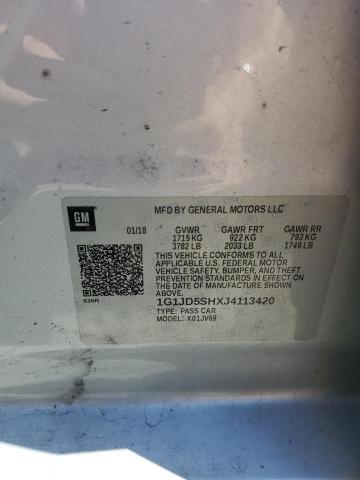 GM
MFD BY GENERAL MOTORS LLC
01/18 GVWR GAWR FRT GAWR RR
1715 KG 922 KG 793 KG
3782 LB 2033 LB 1749 LB
THIS VEHICLE CONFORMS TO ALL
APPLICABLE U.S. FEDERAL MOTOR
VEHICLE SAFETY, BUMPER, AND THEFT
PREVENTION STANDARDS IN EFFECT ON
THE DATE OF MANUFACTURE SHOWN
ABOVE.
636R
1G1JD5SHXJ4113420
TYPE: PASS CAR
MODEL: X01JV69